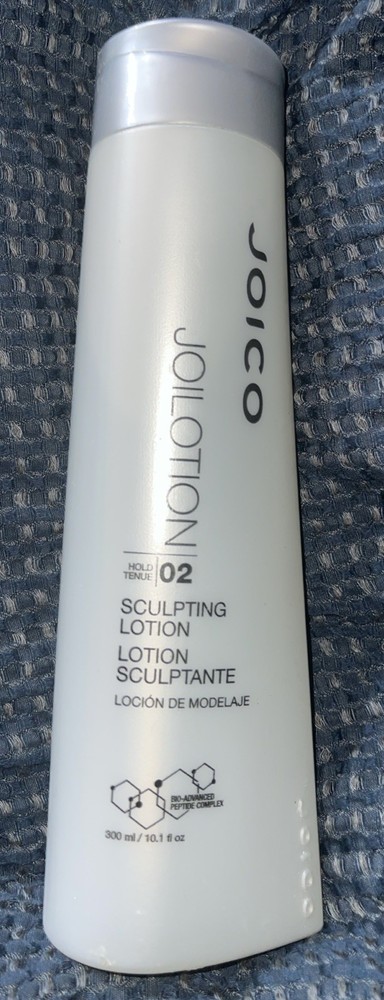 JOICO
JOILOTION
HOLD
TENUE
02
SCULPTING
LOTION
LOTION
SCULPTANTE
LOCIÓN DE MODELAJE
BIO-ADVANCED
PEPTIDE COMPLEX
300 ml / 10.1 fl oz
joico